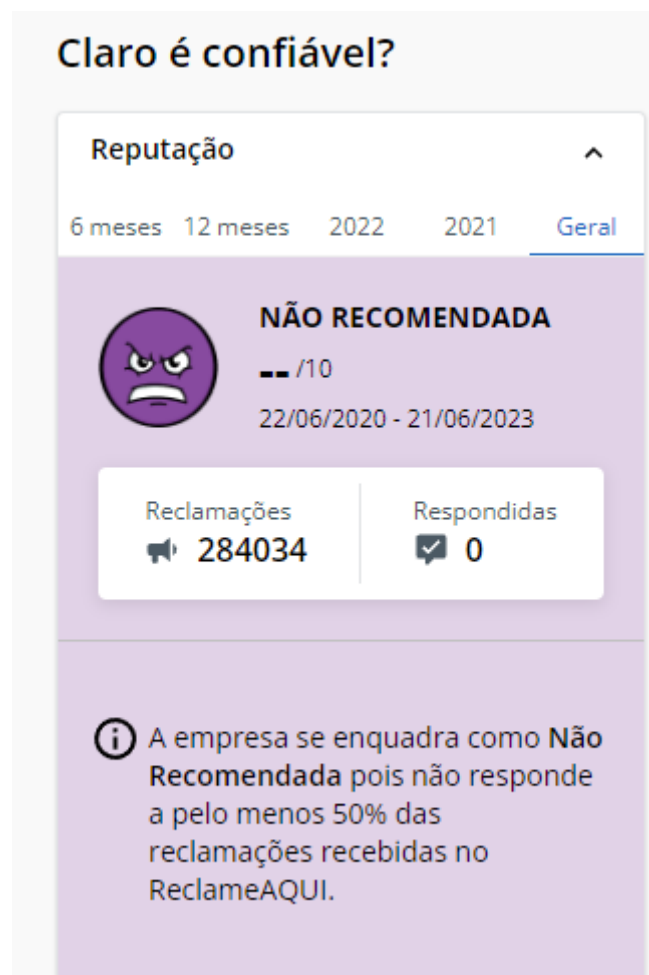 Claro é confiável?
Reputação
6 meses 12 meses 2022 2021 Geral
NÃO RECOMENDADA
-- /10
22/06/2020 - 21/06/2023
Reclamações Respondidas
284034 0
A empresa se enquadra como Não
Recomendada pois não responde
a pelo menos 50% das
reclamações recebidas no
ReclameAQUI.